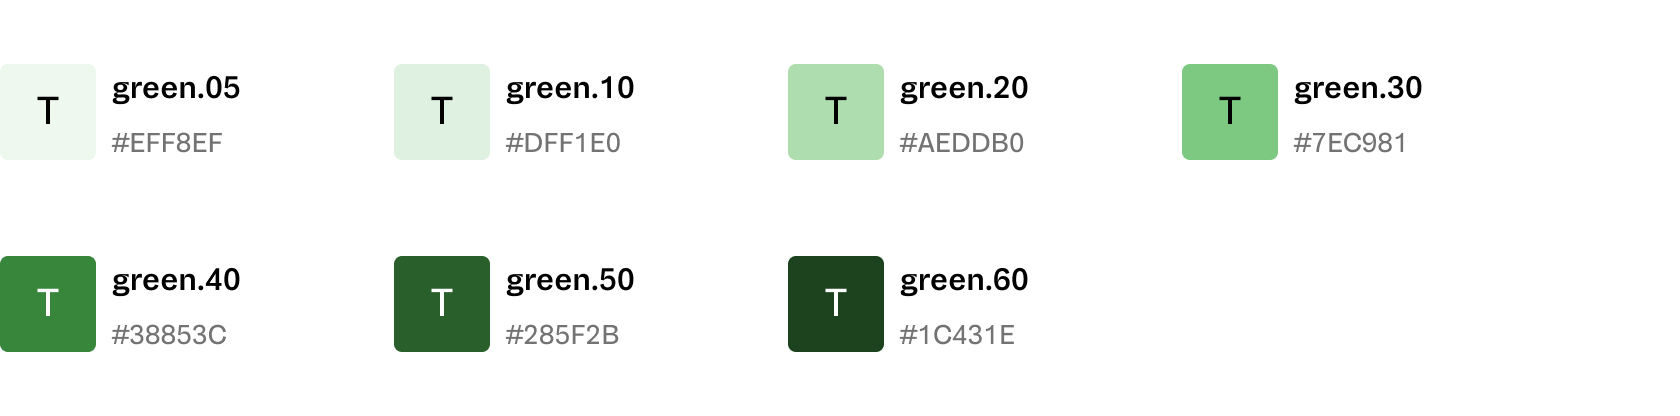 T
green.05
#EFF8EF
T
green.10
#DFF1E0
T
green.20
#AEDDB0
T
green.30
#7EC981
T
green.40
#38853C
T
green.50
#285F2B
T
green.60
#1C431E